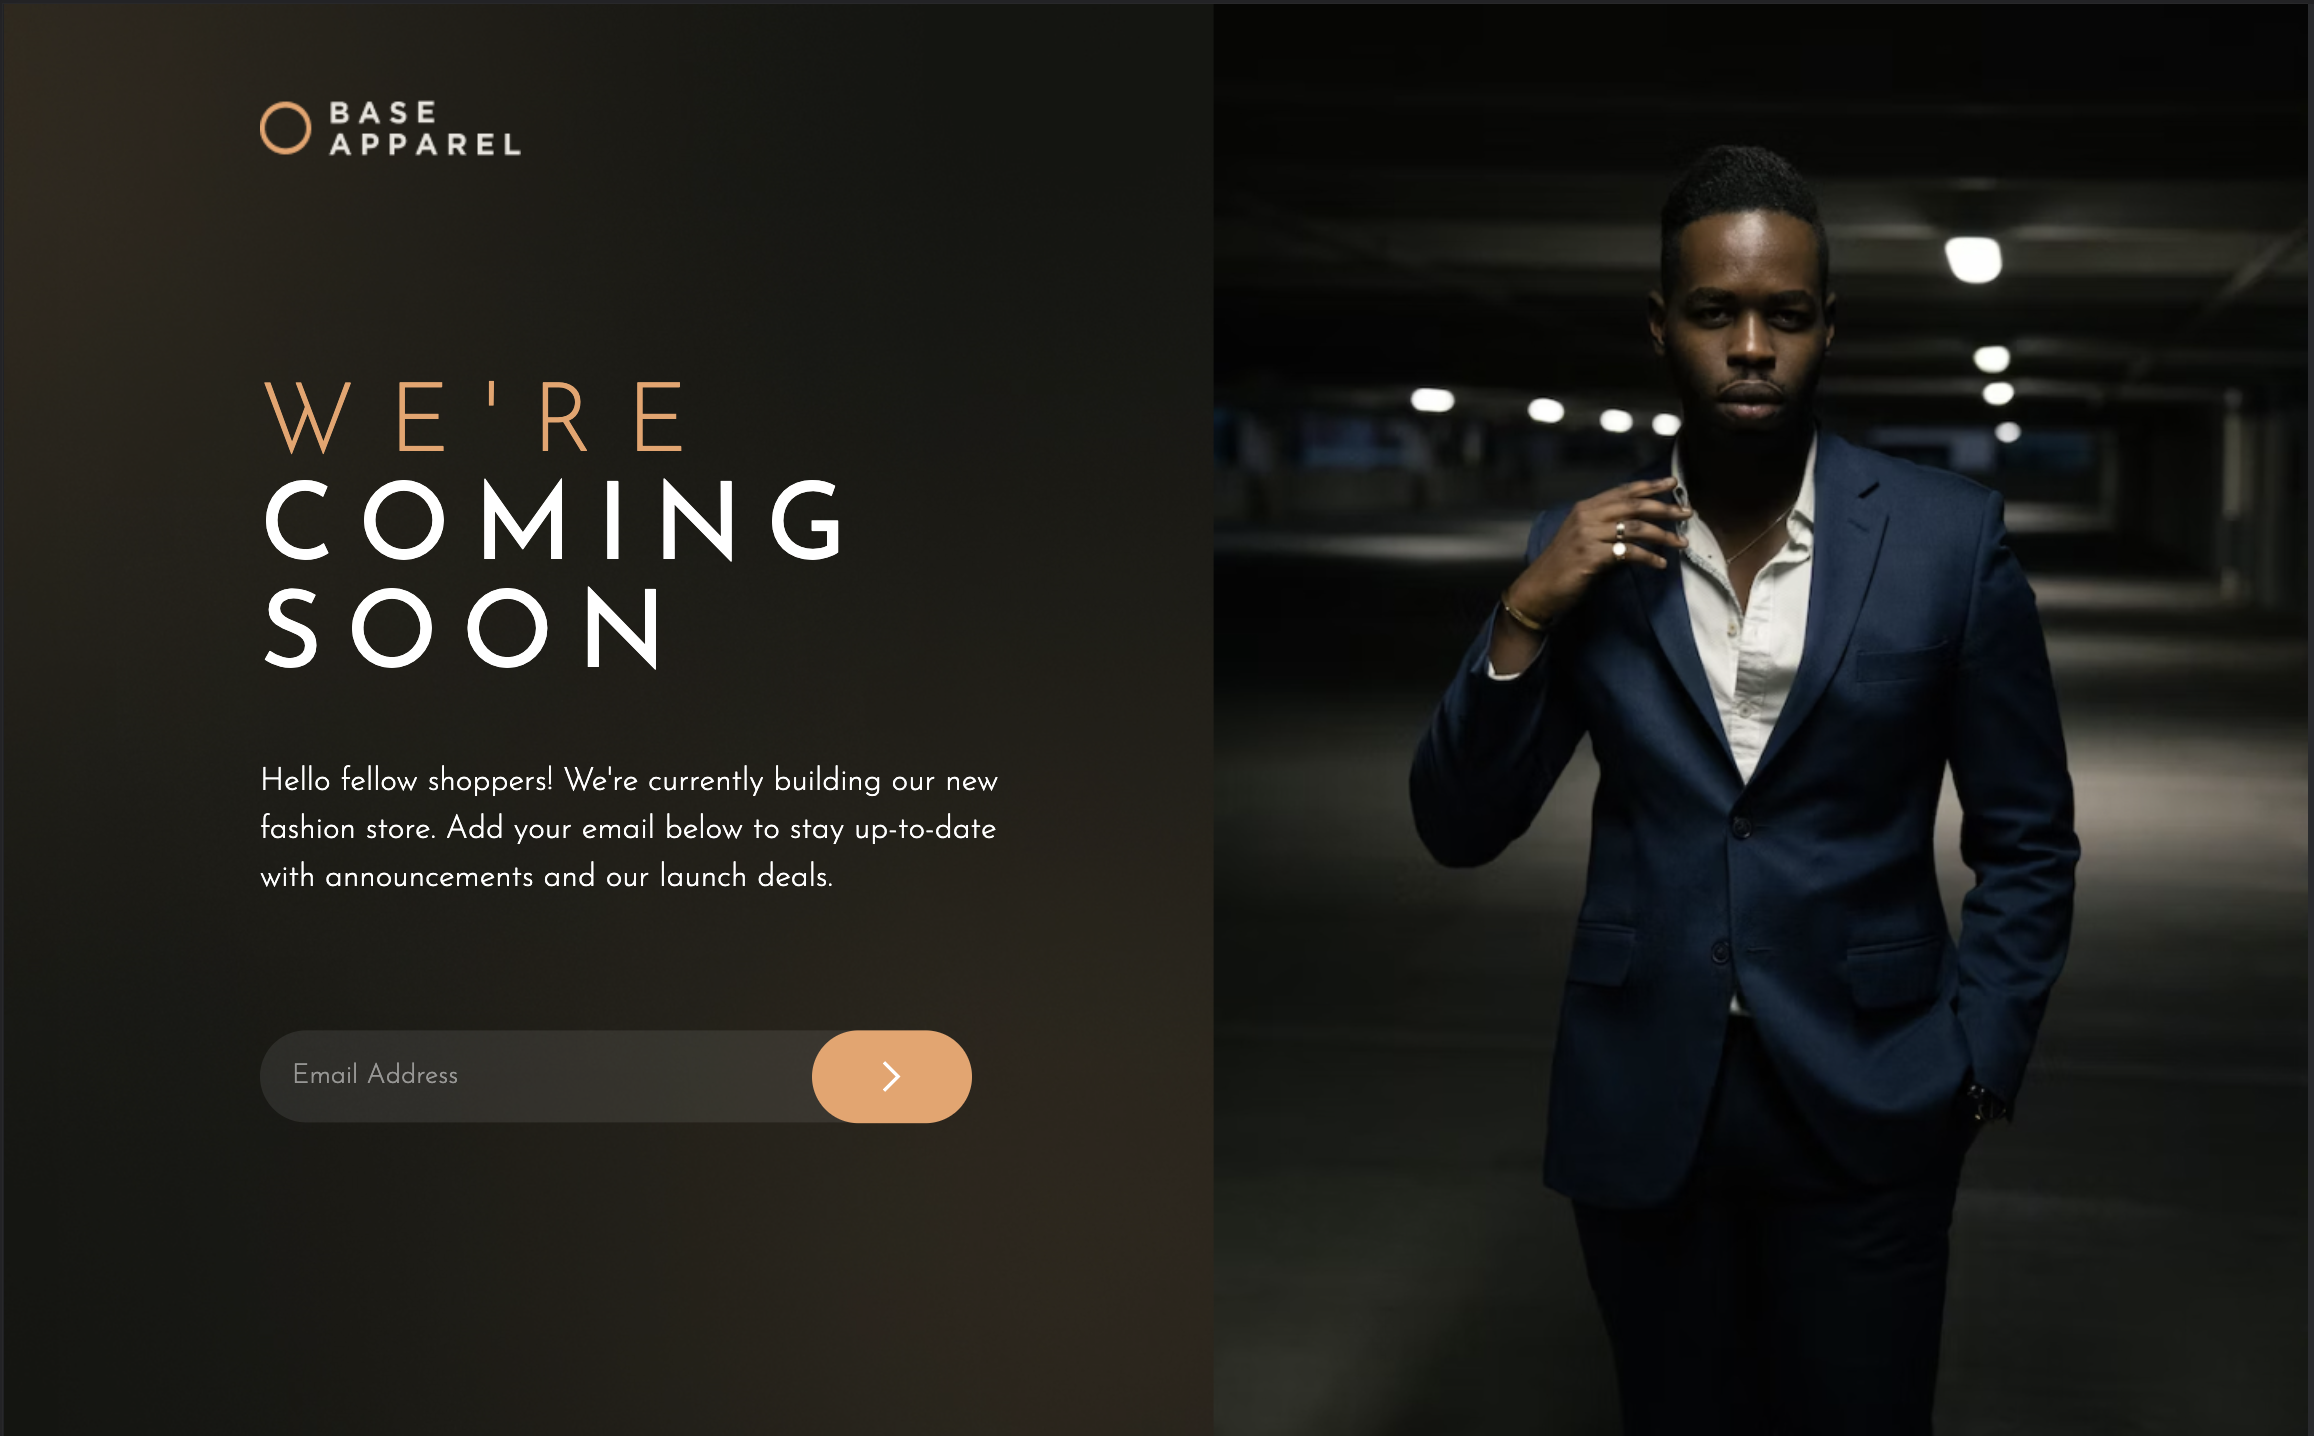 BASE
APPAREL
WE'RE
COMING
SOON
Hello fellow shoppers! We're currently building our new
fashion store. Add your email below to stay up-to-date
with announcements and our launch deals.
Email Address